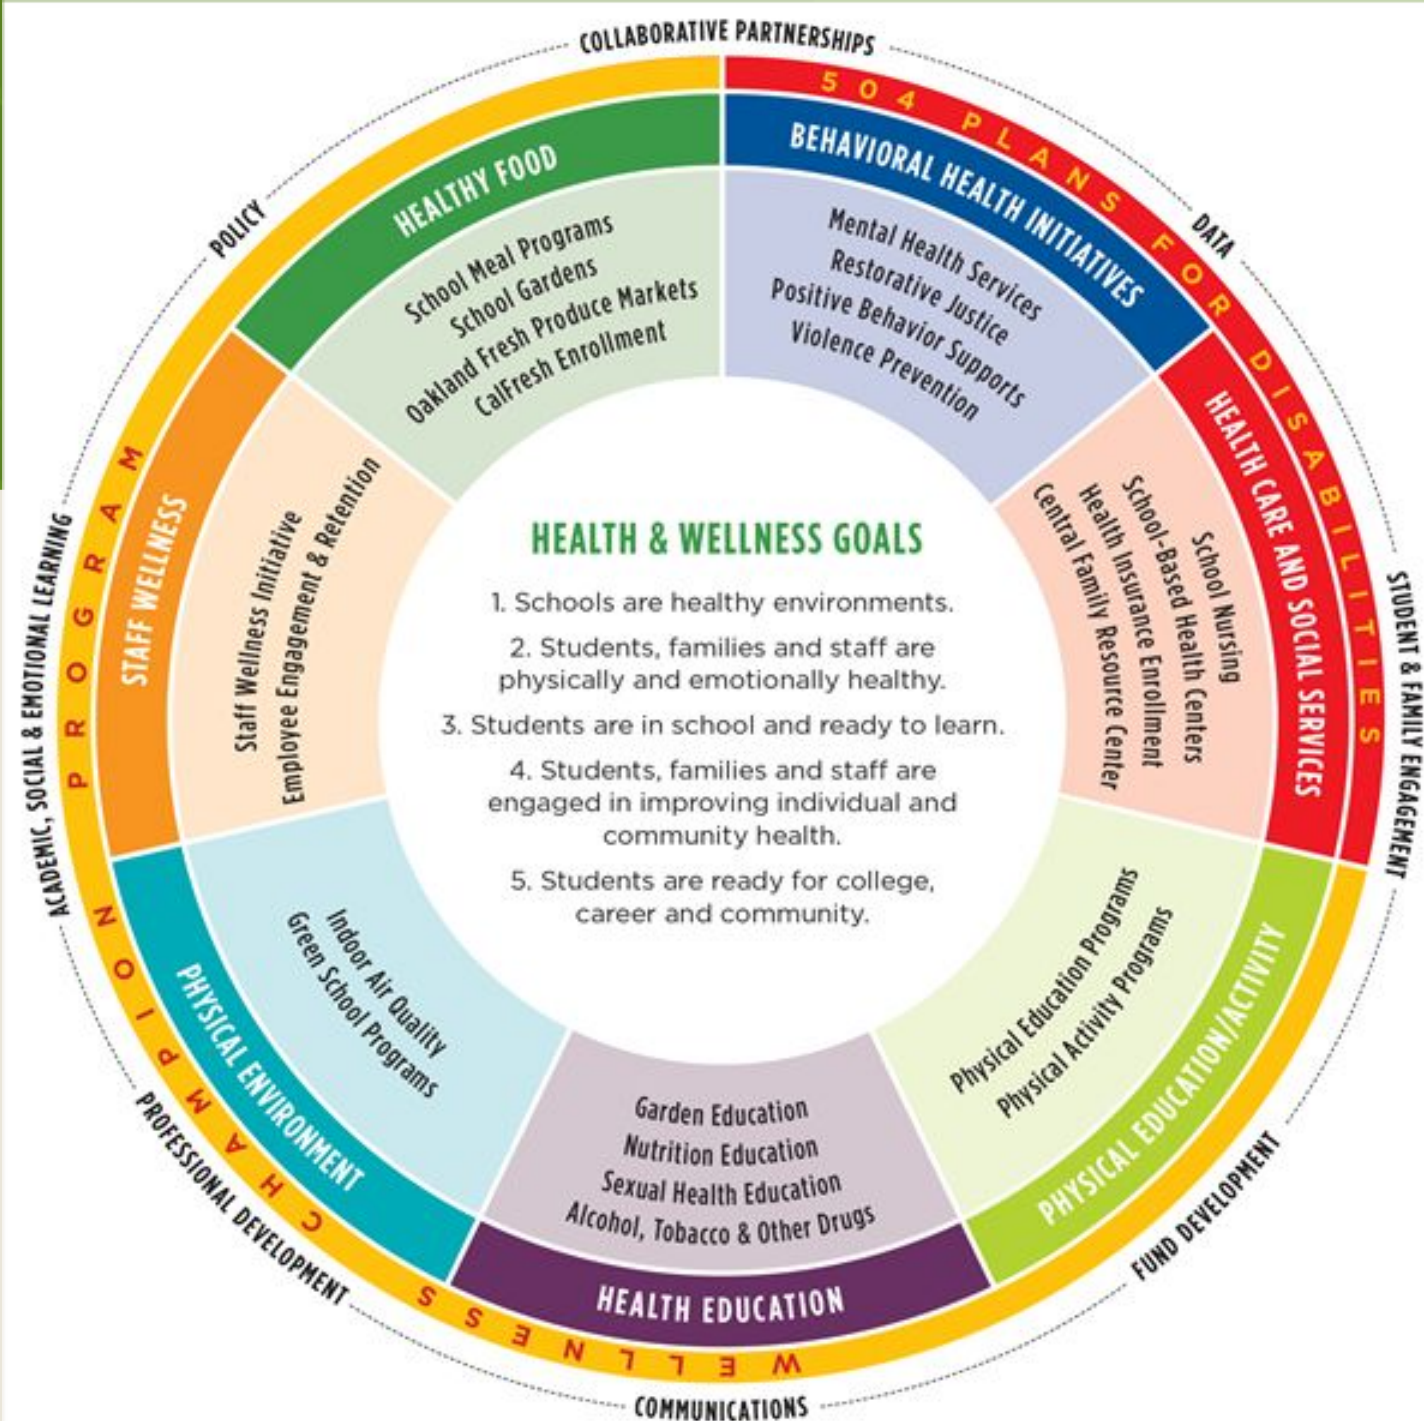 COLLABORATIVE PARTNERSHIPS
DATA
STUDENT & FAMILY ENGAGEMENT
FUND DEVELOPMENT
COMMUNICATIONS
PROFESSIONAL DEVELOPMENT
ACADEMIC, SOCIAL & EMOTIONAL LEARNING
POLICY
504 PLANS FOR DISABILITIES
WELLNESS CHAMPION PROGRAM
BEHAVIORAL HEALTH INITIATIVES
Mental Health Services
Restorative Justice
Positive Behavior Supports
Violence Prevention
HEALTH CARE AND SOCIAL SERVICES
School Nursing
School-Based Health Centers
Health Insurance Enrollment
Central Family Resource Center
PHYSICAL EDUCATION/ACTIVITY
Physical Education Programs
Physical Activity Programs
HEALTH EDUCATION
Garden Education
Nutrition Education
Sexual Health Education
Alcohol, Tobacco & Other Drugs
PHYSICAL ENVIRONMENT
Indoor Air Quality
Green School Programs
STAFF WELLNESS
Staff Wellness Initiative
Employee Engagement & Retention
HEALTHY FOOD
School Meal Programs
School Gardens
Oakland Fresh Produce Markets
CalFresh Enrollment
HEALTH & WELLNESS GOALS
1. Schools are healthy environments.
2. Students, families and staff are
physically and emotionally healthy.
3. Students are in school and ready to learn.
4. Students, families and staff are
engaged in improving individual and
community health.
5. Students are ready for college,
career and community.